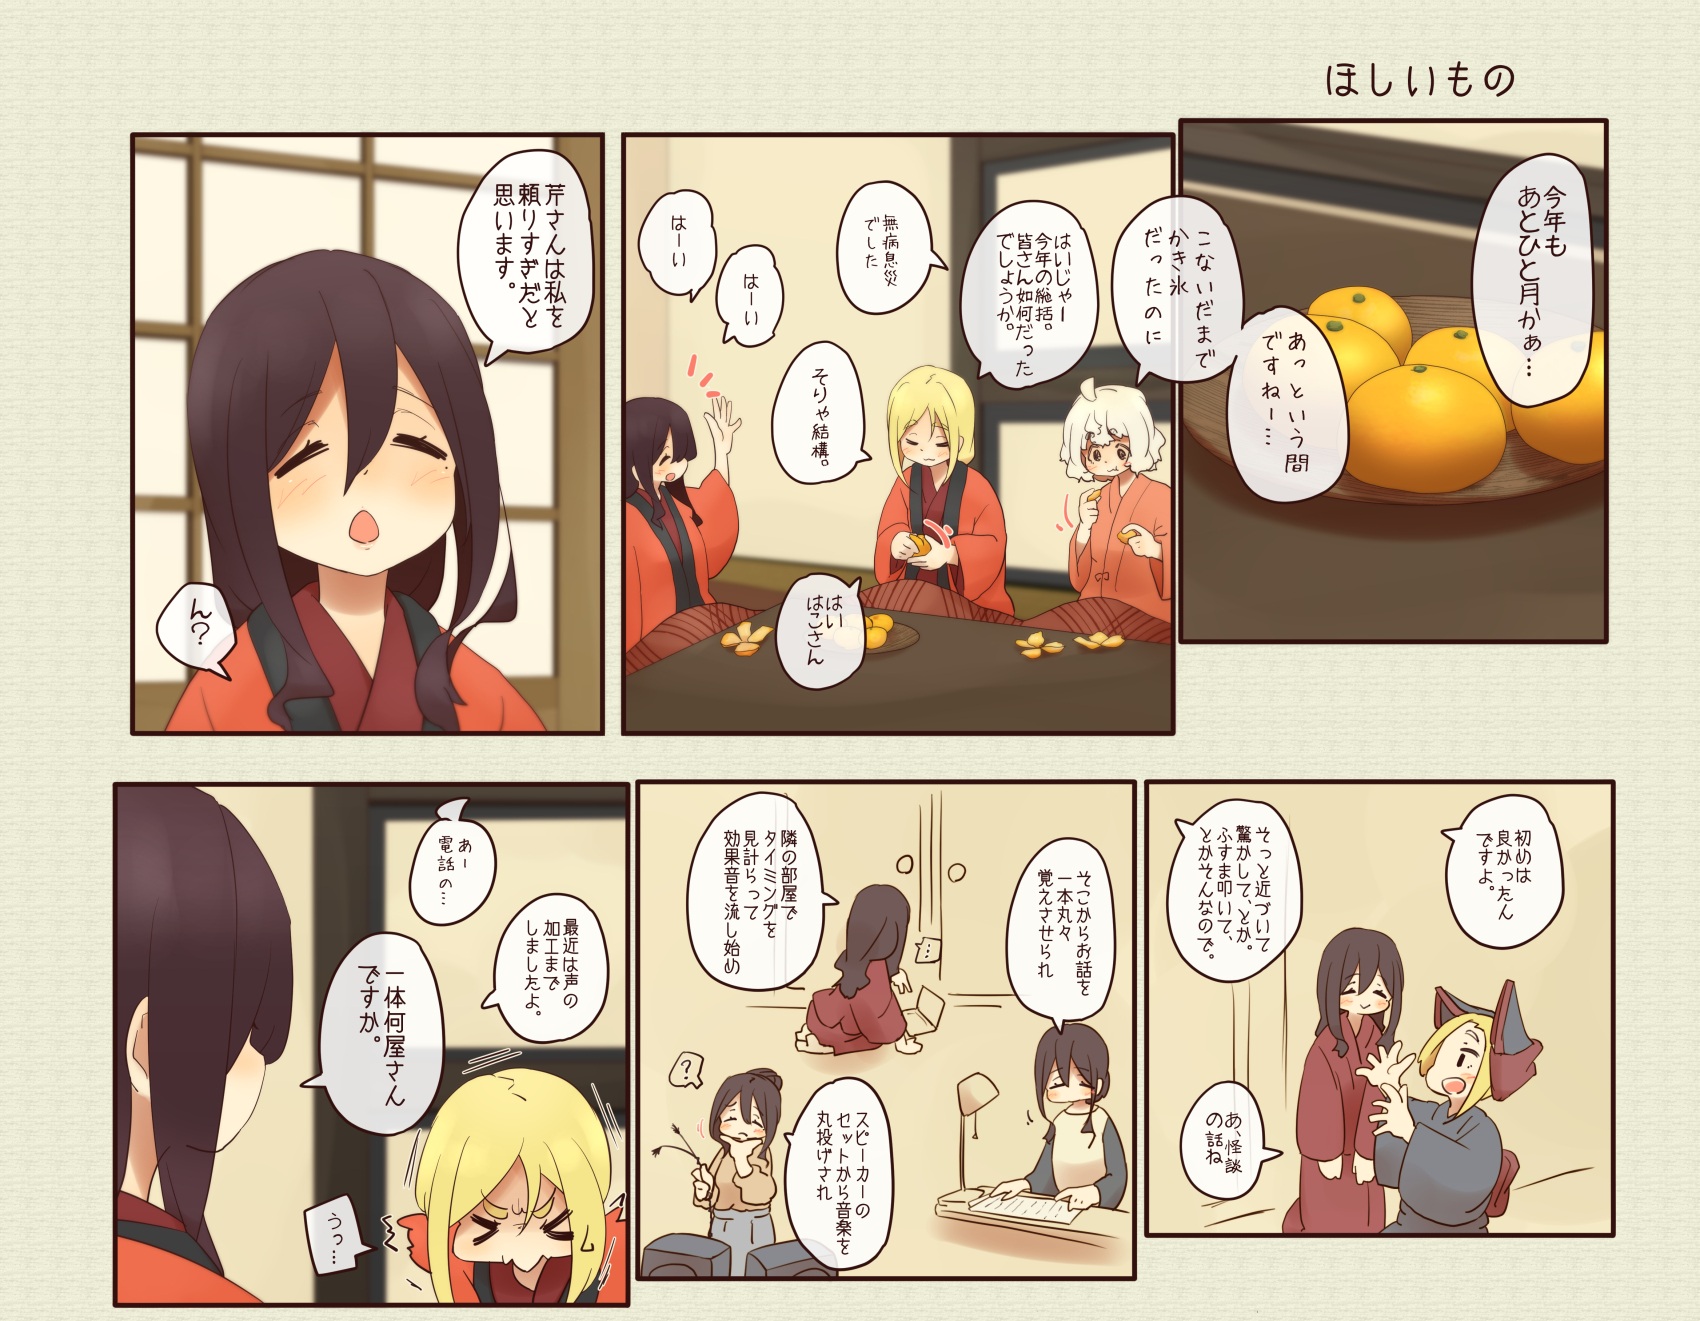 ほしいもの
今年も
あとひと月かぁ…
あっという間
ですねー…
こないだまで
かき氷
だったのに
はいじゃー
今年の総括。
皆さん如何だった
でしょうか。
無病息災
でした
そりゃ結構。
はーい
はーい
はい
はこさん
芹さんは私を
頼りすぎだと
思います。
ん?
初めは
良かったん
ですよ。
そっと近づいて
驚かして、とか。
ふすま叩いて、
とかそんなので。
あ、怪談
の話ね
そこからお話を
一本丸々
覚えさせられ
隣の部屋で
タイミングを
見計らって
効果音を流し始め
…
?
スピーカーの
セットから音楽を
丸投げされ
あー
電話の…
最近は声の
加工まで
しましたよ。
一体何屋さん
ですか。
うっ…